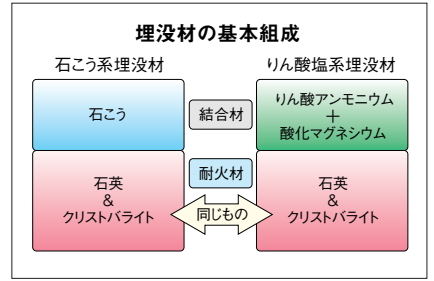 埋没材の基本組成
石こう系埋没材
りん酸塩系埋没材
石こう
結合材
りん酸アンモニウム
＋
酸化マグネシウム
耐火材
石英
&
クリストバライト
同じもの
石英
&
クリストバライト